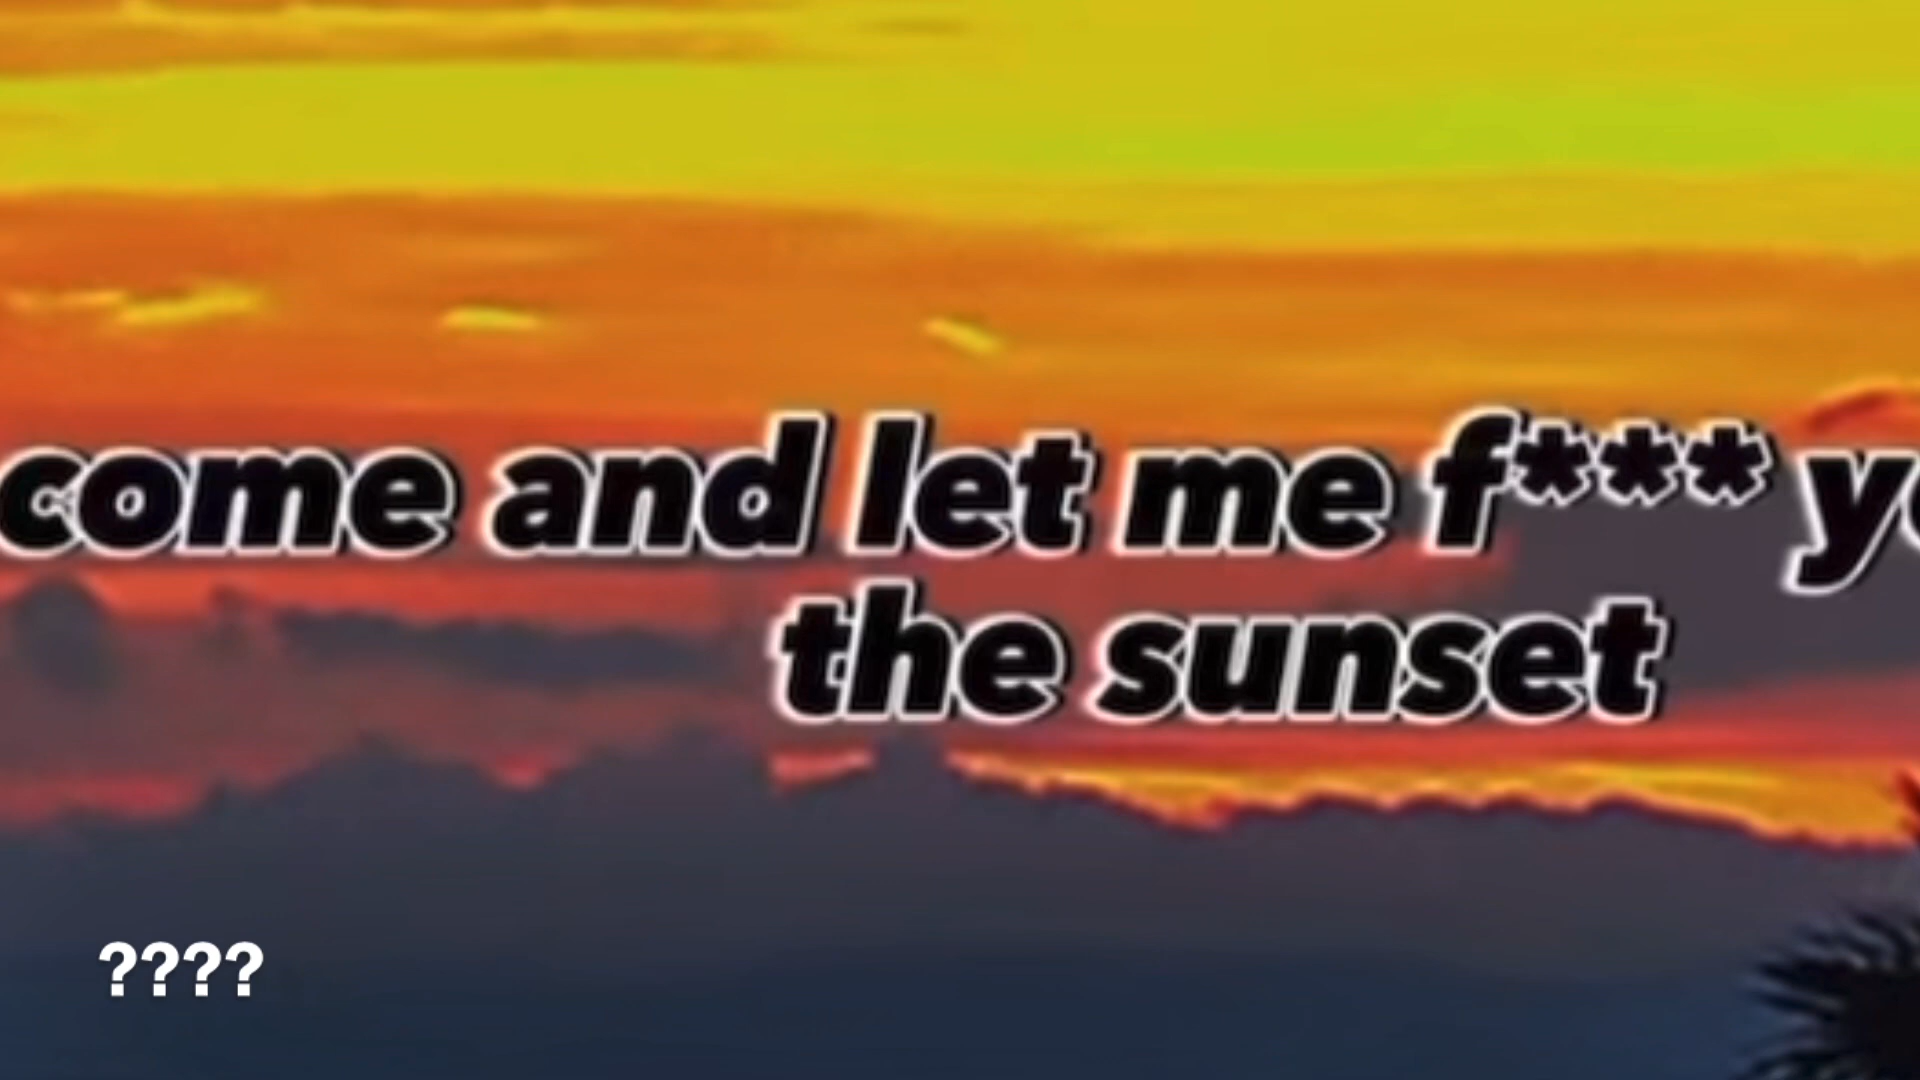 come and let me f***
the sunset
????